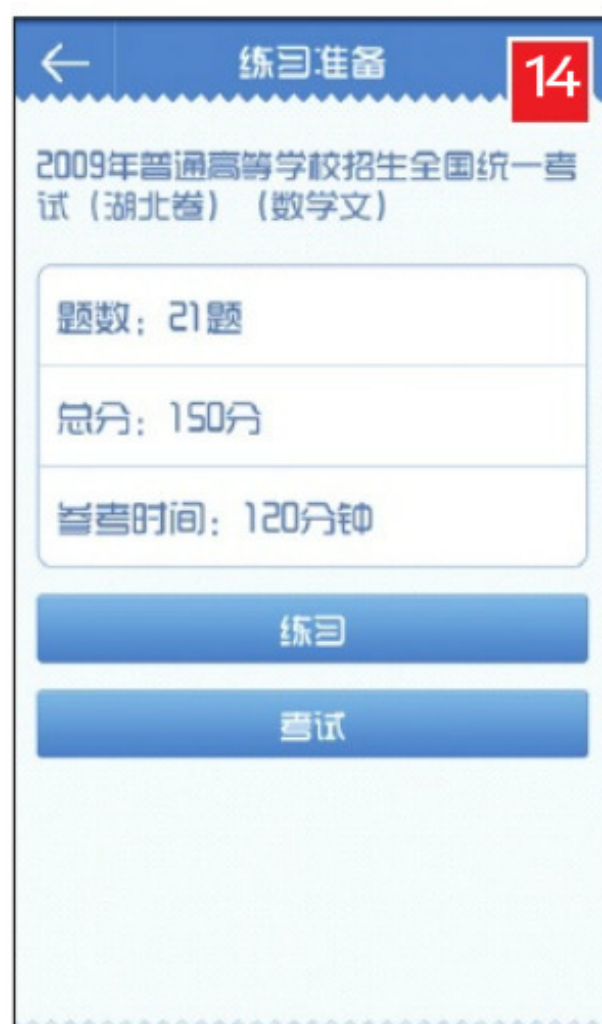 练习准备
14
2009年普通高等学校招生全国统一考
试（湖北卷）（数学文）
题数：21题
总分：150分
参考时间：120分钟
练习
考试